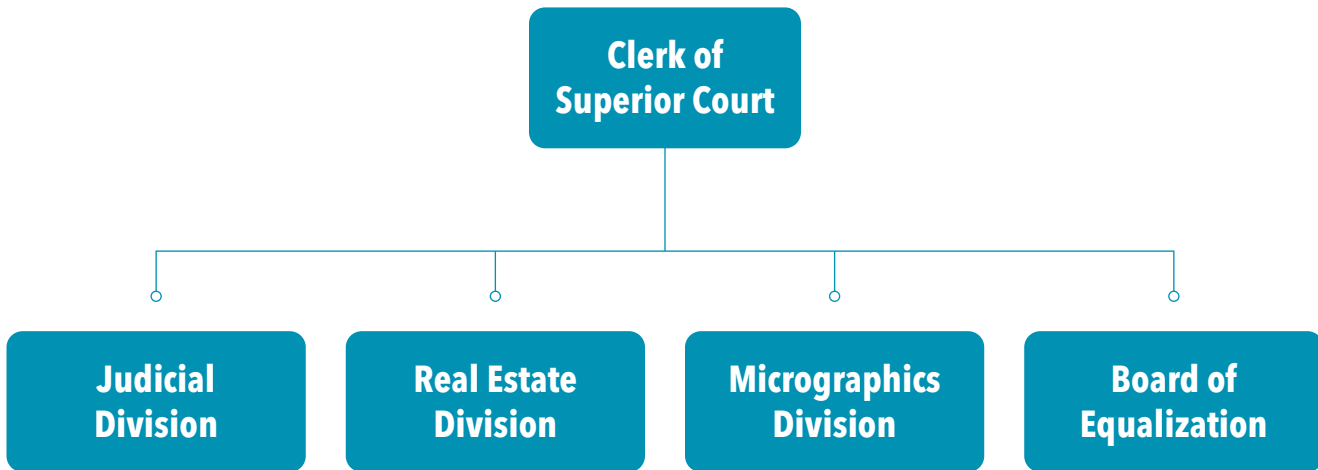 Clerk of
Superior Court
Judicial
Division
Real Estate
Division
Micrographics
Division
Board of
Equalization